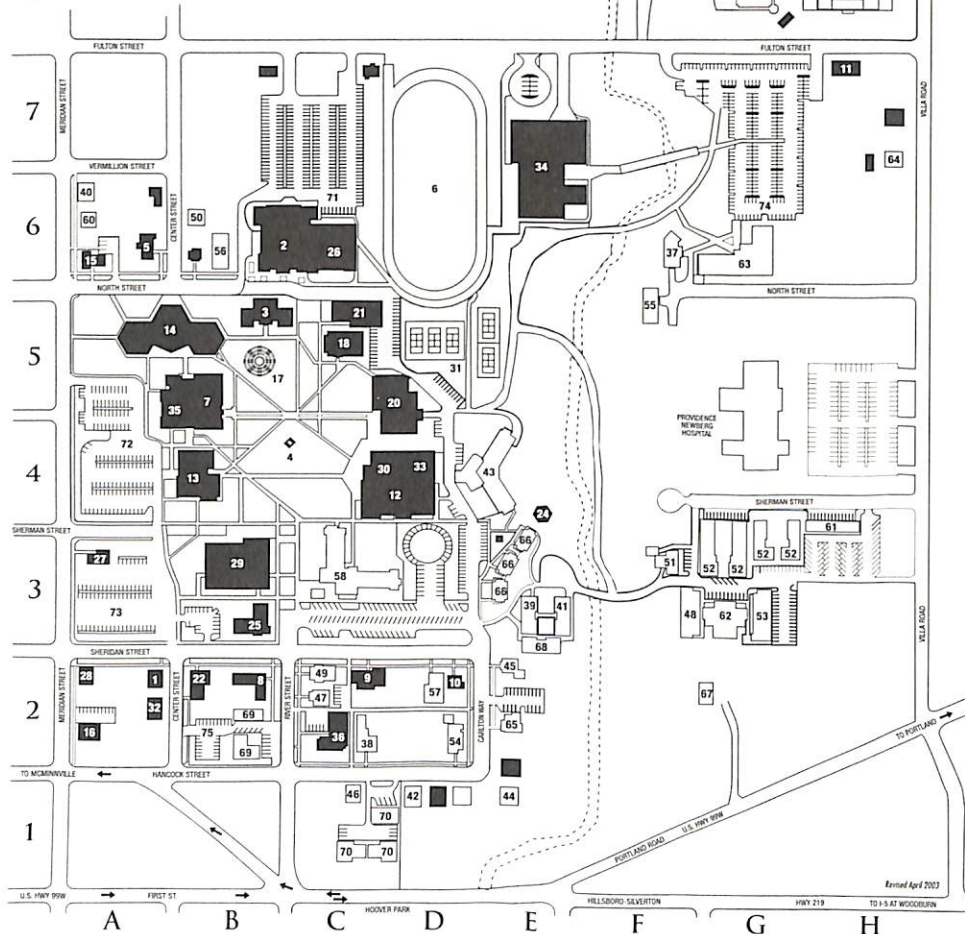 FULTON STREET
FULTON STREET
11
7
MERIDIAN STREET
6
34
VILLA ROAD
VERMILLION STREET
64
40
71
74
6
60
5
CENTER STREET
50
56
2
26
37
63
15
NORTH STREET
55
NORTH STREET
3
21
14
18
5
17
31
35
7
20
PROVIDENCE
NEWBERG
HOSPITAL
72
4
30
33
43
4
13
12
SHERMAN STREET
24
SHERMAN STREET
61
66
52
52
27
29
66
51
52
52
3
58
66
39
41
73
48
62
53
25
68
VILLA ROAD
SHERIDAN STREET
28
1
22
8
49
9
10
45
2
MERIDIAN STREET
32
CENTER STREET
69
RIVER STREET
47
57
67
16
75
69
36
38
54
CARLTON WAY
65
TO PORTLAND
TO MCMINNVILLE
HANCOCK STREET
46
42
44
70
1
70
70
PORTLAND ROAD
U.S. HWY 99W
Revised April 2003
U.S. HWY 99W
FIRST ST.
HOOVER PARK
HILLSBORO-SILVERTON
HWY 219
TO I-5 AT WOODBURN
A
B
C
D
E
F
G
H